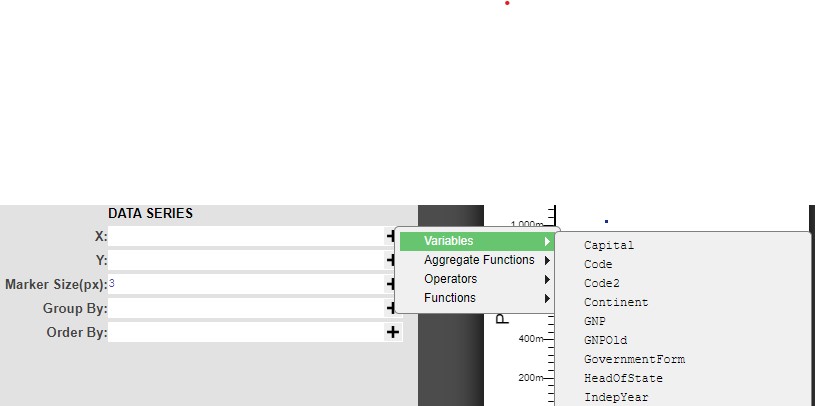 DATA SERIES
X:
Y:
Marker Size(px): 3
Group By:
Order By:
Variables
Aggregate Functions
Operators
Functions
1,000m
P
400m
200m
Capital
Code
Code2
Continent
GNP
GNPOld
GovernmentForm
HeadOfState
IndepYear